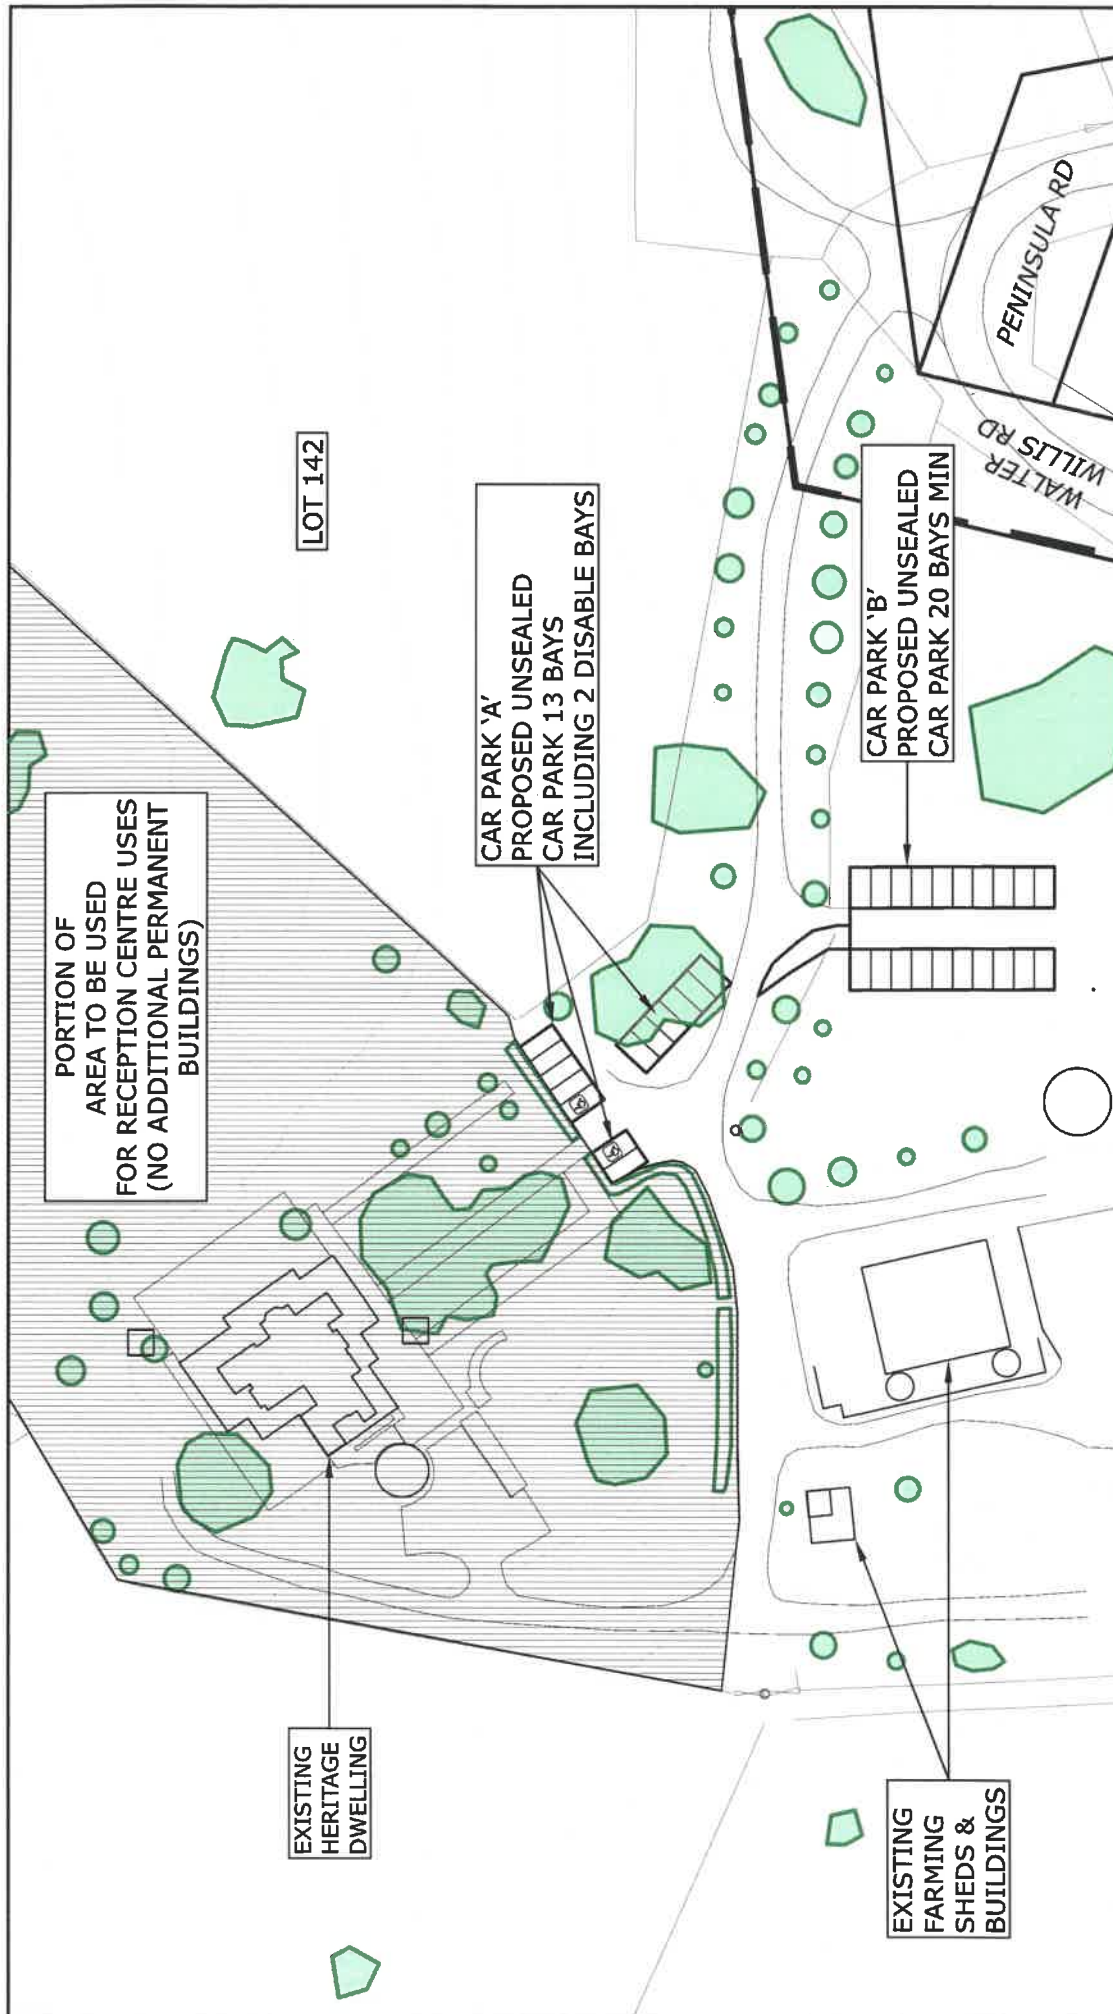 PORTION OF
AREA TO BE USED
FOR RECEPTION CENTRE USES
(NO ADDITIONAL PERMANENT
BUILDINGS)
LOT 142
EXISTING
HERITAGE
DWELLING
CAR PARK 'A'
PROPOSED UNSEALED
CAR PARK 13 BAYS
INCLUDING 2 DISABLE BAYS
CAR PARK 'B'
PROPOSED UNSEALED
CAR PARK 20 BAYS MIN
EXISTING
FARMING
SHEDS &
BUILDINGS
PENINSULA RD
WALTER
WILLIS RD